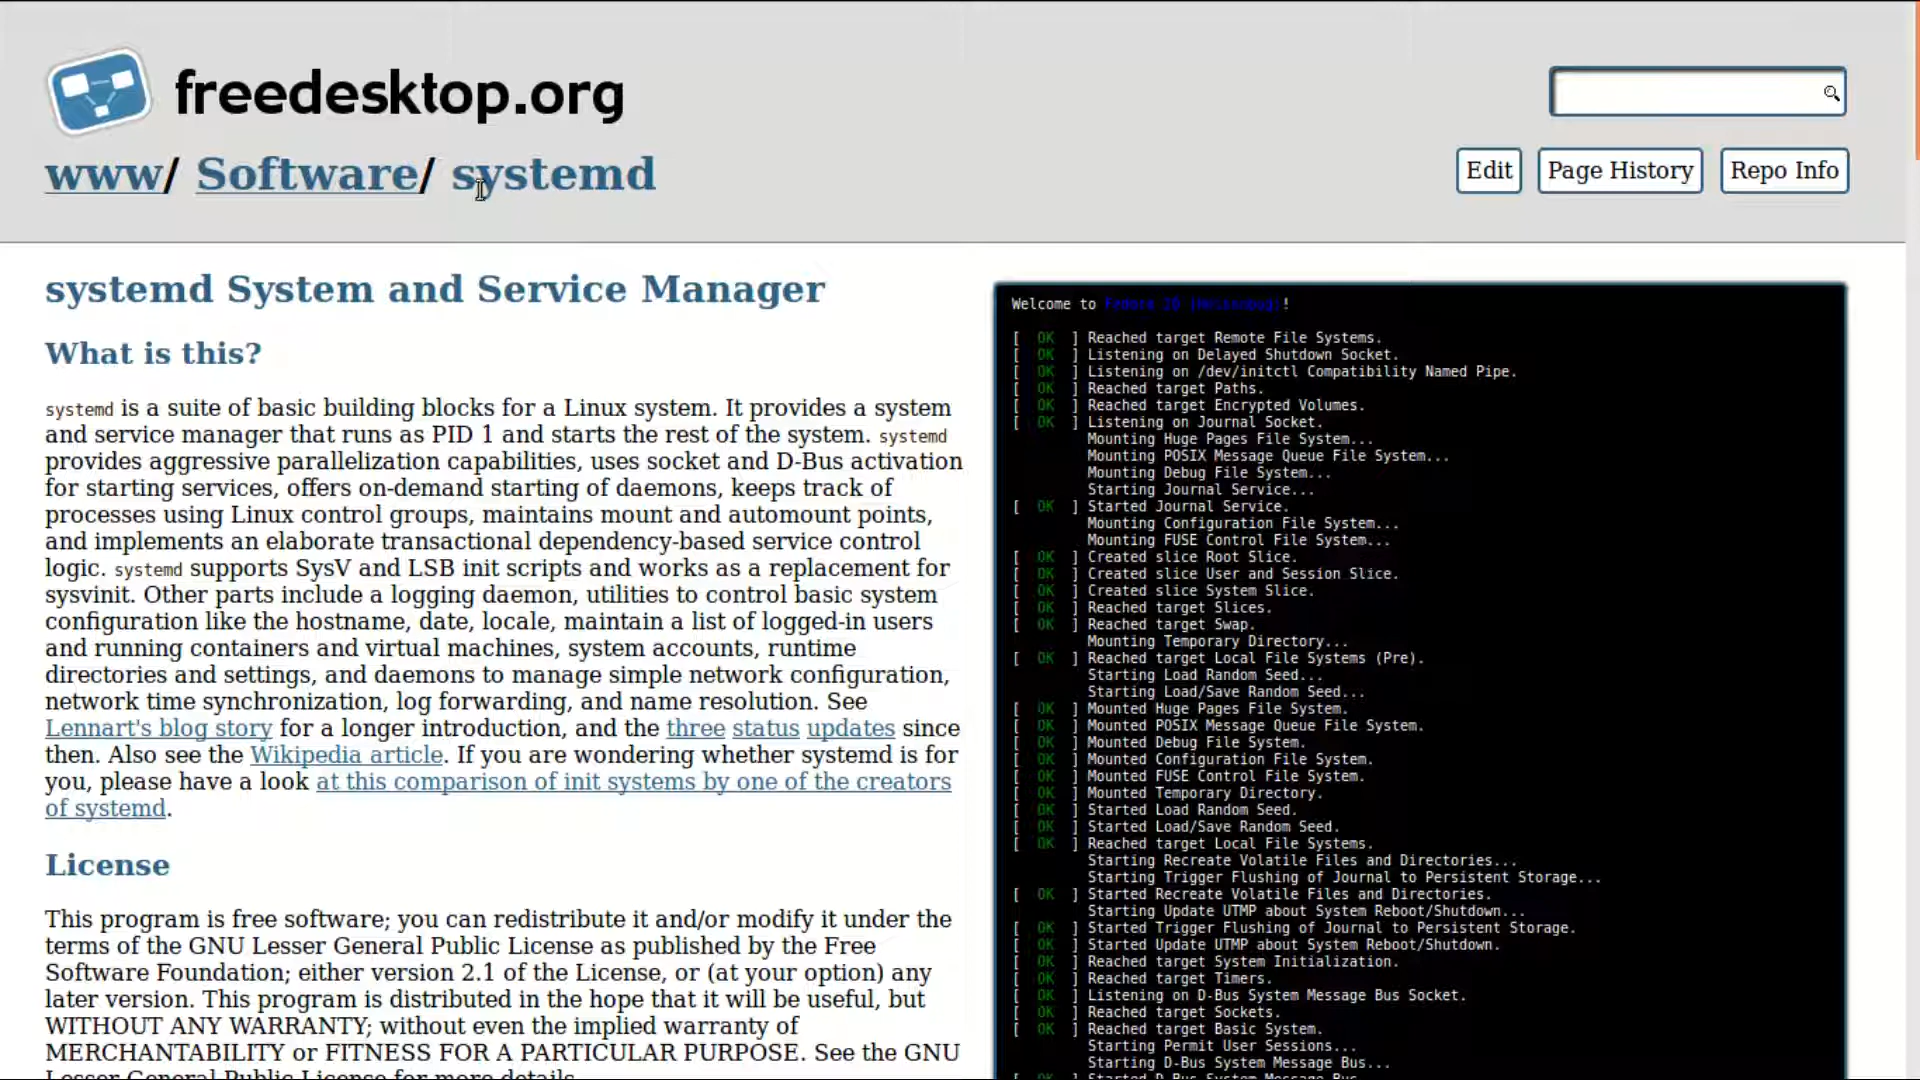 freedesktop.org
www/ Software/ systemd
Edit
Page History
Repo Info
systemd System and Service Manager
What is this?
systemd is a suite of basic building blocks for a Linux system. It provides a system
and service manager that runs as PID 1 and starts the rest of the system. systemd
provides aggressive parallelization capabilities, uses socket and D-Bus activation
for starting services, offers on-demand starting of daemons, keeps track of
processes using Linux control groups, maintains mount and automount points,
and implements an elaborate transactional dependency-based service control
logic. systemd supports SysV and LSB init scripts and works as a replacement for
sysvinit. Other parts include a logging daemon, utilities to control basic system
configuration like the hostname, date, locale, maintain a list of logged-in users
and running containers and virtual machines, system accounts, runtime
directories and settings, and daemons to manage simple network configuration,
network time synchronization, log forwarding, and name resolution. See
Lennart's blog story for a longer introduction, and the three status updates since
then. Also see the Wikipedia article. If you are wondering whether systemd is for
you, please have a look at this comparison of init systems by one of the creators
of systemd.
License
This program is free software; you can redistribute it and/or modify it under the
terms of the GNU Lesser General Public License as published by the Free
Software Foundation; either version 2.1 of the License, or (at your option) any
later version. This program is distributed in the hope that it will be useful, but
WITHOUT ANY WARRANTY; without even the implied warranty of
MERCHANTABILITY or FITNESS FOR A PARTICULAR PURPOSE. See the GNU
Lesser General Public License for more details.
Welcome to Fedora 20 (Heisenbug)!
[ OK ] Reached target Remote File Systems.
[ OK ] Listening on Delayed Shutdown Socket.
[ OK ] Listening on /dev/initctl Compatibility Named Pipe.
[ OK ] Reached target Paths.
[ OK ] Reached target Encrypted Volumes.
[ OK ] Listening on Journal Socket.
Mounting Huge Pages File System...
Mounting POSIX Message Queue File System...
Mounting Debug File System...
Starting Journal Service...
[ OK ] Started Journal Service.
Mounting Configuration File System...
Mounting FUSE Control File System...
[ OK ] Created slice Root Slice.
[ OK ] Created slice User and Session Slice.
[ OK ] Created slice System Slice.
[ OK ] Reached target Slices.
[ OK ] Reached target Swap.
Mounting Temporary Directory...
[ OK ] Reached target Local File Systems (Pre).
Starting Load Random Seed...
Starting Load/Save Random Seed...
[ OK ] Mounted Huge Pages File System.
[ OK ] Mounted POSIX Message Queue File System.
[ OK ] Mounted Debug File System.
[ OK ] Mounted Configuration File System.
[ OK ] Mounted FUSE Control File System.
[ OK ] Mounted Temporary Directory.
[ OK ] Started Load Random Seed.
[ OK ] Started Load/Save Random Seed.
[ OK ] Reached target Local File Systems.
Starting Recreate Volatile Files and Directories...
Starting Trigger Flushing of Journal to Persistent Storage...
[ OK ] Started Recreate Volatile Files and Directories.
Starting Update UTMP about System Reboot/Shutdown...
[ OK ] Started Trigger Flushing of Journal to Persistent Storage.
[ OK ] Started Update UTMP about System Reboot/Shutdown.
[ OK ] Reached target System Initialization.
[ OK ] Reached target Timers.
[ OK ] Listening on D-Bus System Message Bus Socket.
[ OK ] Reached target Sockets.
[ OK ] Reached target Basic System.
Starting Permit User Sessions...
Starting D-Bus System Message Bus...
[ OK ] Started D-Bus System Message Bus.